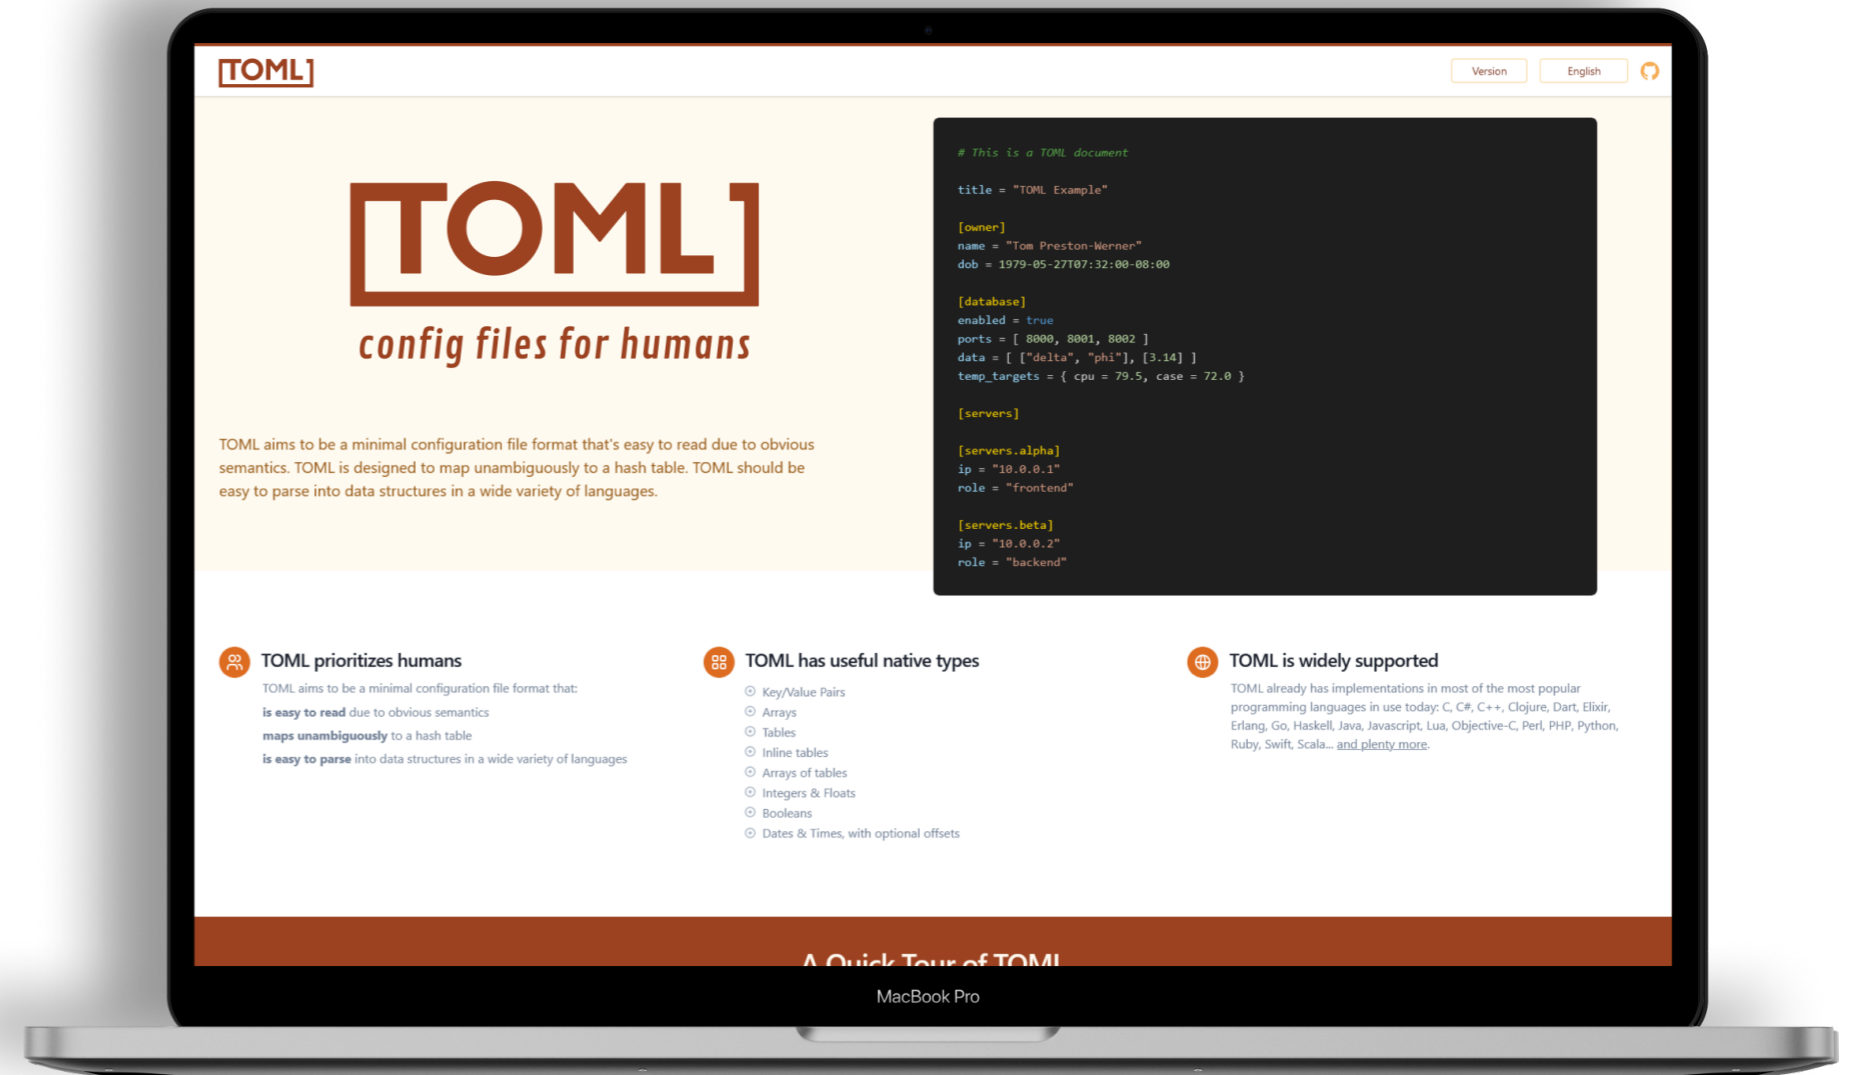 TOML
Version
English
TOML
config files for humans
TOML aims to be a minimal configuration file format that's easy to read due to obvious
semantics. TOML is designed to map unambiguously to a hash table. TOML should be
easy to parse into data structures in a wide variety of languages.
# This is a TOML document
title = "TOML Example"
[owner]
name = "Tom Preston-Werner"
dob = 1979-05-27T07:32:00-08:00
[database]
enabled = true
ports = [ 8000, 8001, 8002 ]
data = [ ["delta", "phi"], [3.14] ]
temp_targets = { cpu = 79.5, case = 72.0 }
[servers]
[servers.alpha]
ip = "10.0.0.1"
role = "frontend"
[servers.beta]
ip = "10.0.0.2"
role = "backend"
TOML prioritizes humans
TOML aims to be a minimal configuration file format that:
is easy to read due to obvious semantics
maps unambiguously to a hash table
is easy to parse into data structures in a wide variety of languages
TOML has useful native types
Key/Value Pairs
Arrays
Tables
Inline tables
Arrays of tables
Integers & Floats
Booleans
Dates & Times, with optional offsets
TOML is widely supported
TOML already has implementations in most of the most popular
programming languages in use today: C, C#, C++, Clojure, Dart, Elixir,
Erlang, Go, Haskell, Java, Javascript, Lua, Objective-C, Perl, PHP, Python,
Ruby, Swift, Scala... and plenty more.
A Quick Tour of TOML
MacBook Pro